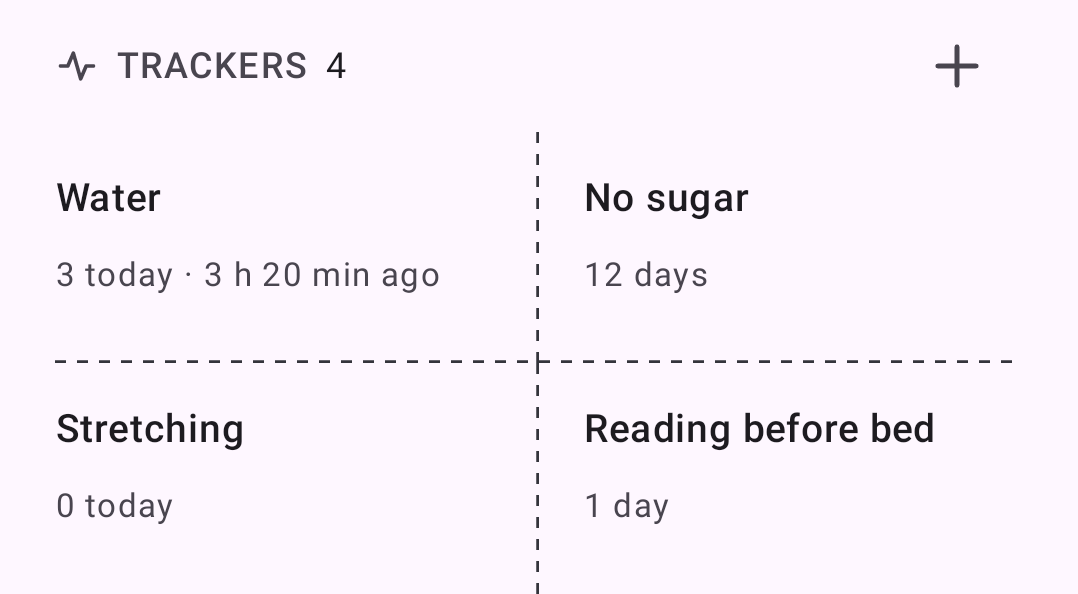 TRACKERS 4
Water
3 today · 3 h 20 min ago
No sugar
12 days
Stretching
0 today
Reading before bed
1 day